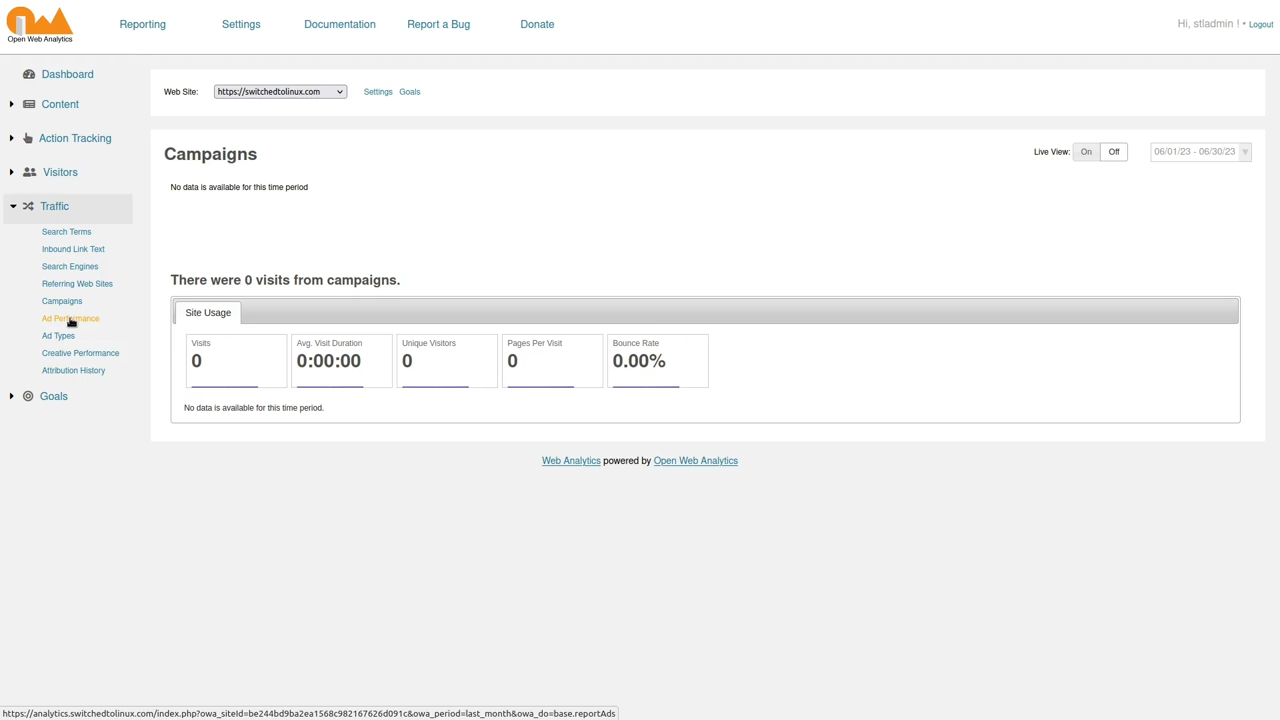 Open Web Analytics
Reporting
Settings
Documentation
Report a Bug
Donate
Hi, stladmin ! • Logout
Dashboard
Content
Action Tracking
Visitors
Traffic
Search Terms
Inbound Link Text
Search Engines
Referring Web Sites
Campaigns
Ad Performance
Ad Types
Creative Performance
Attribution History
Goals
Web Site: https://switchedtolinux.com Settings Goals
Campaigns
Live View: On Off 06/01/23 - 06/30/23
No data is available for this time period
There were 0 visits from campaigns.
Site Usage
Visits
0
Avg. Visit Duration
0:00:00
Unique Visitors
0
Pages Per Visit
0
Bounce Rate
0.00%
No data is available for this time period.
Web Analytics powered by Open Web Analytics
https://analytics.switchedtolinux.com/index.php?owa_siteId=be244bd9ba2ea1568c982167626d091c&owa_period=last_month&owa_do=base.reportAds